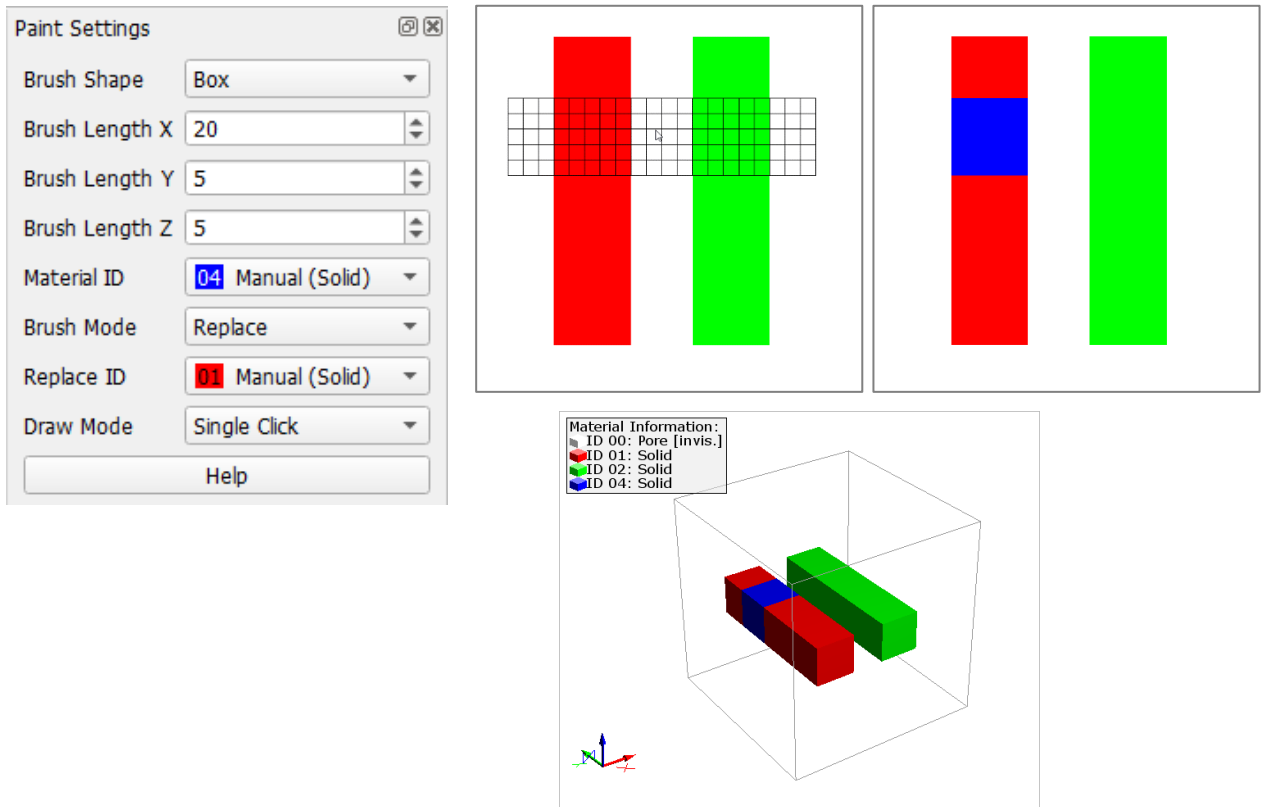 Paint Settings
Brush Shape Box
Brush Length X 20
Brush Length Y 5
Brush Length Z 5
Material ID 04 Manual (Solid)
Brush Mode Replace
Replace ID 01 Manual (Solid)
Draw Mode Single Click
Help
Material Information:
ID 00: Pore [invis.]
ID 01: Solid
ID 02: Solid
ID 04: Solid